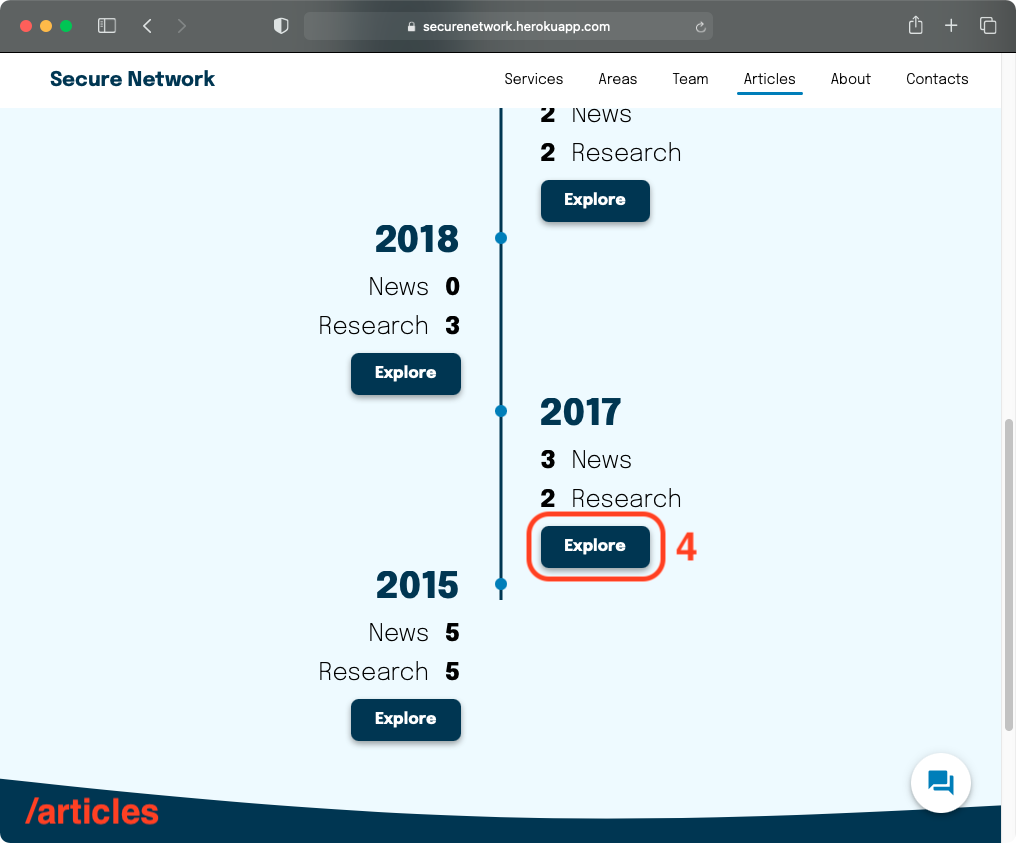 securenetwork.herokuapp.com
Secure Network
Services Areas Team Articles About Contacts
2 News
2 Research
Explore
2018
News 0
Research 3
Explore
2017
3 News
2 Research
Explore 4
2015
News 5
Research 5
Explore
/articles